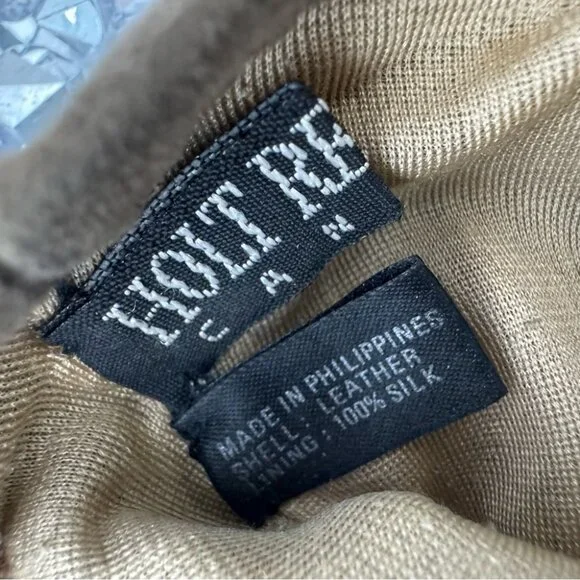 HOLT RE
C A N
MADE IN PHILIPPINES
SHELL: LEATHER
LINING: 100% SILK